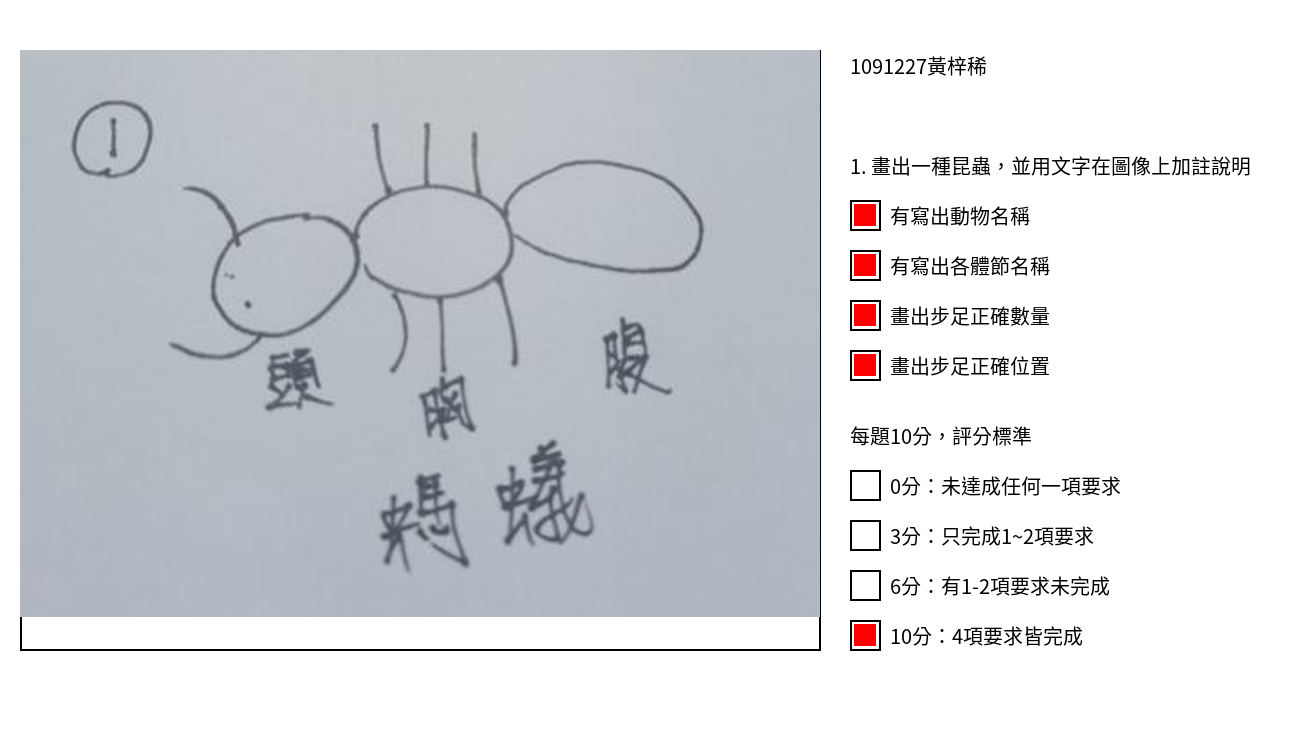 1
頭
胸
腹
螞蟻
1091227黃梓稀
1. 畫出一種昆蟲，並用文字在圖像上加註說明
有寫出動物名稱
有寫出各體節名稱
畫出步足正確數量
畫出步足正確位置
每題10分，評分標準
0分：未達成任何一項要求
3分：只完成1~2項要求
6分：有1-2項要求未完成
10分：4項要求皆完成